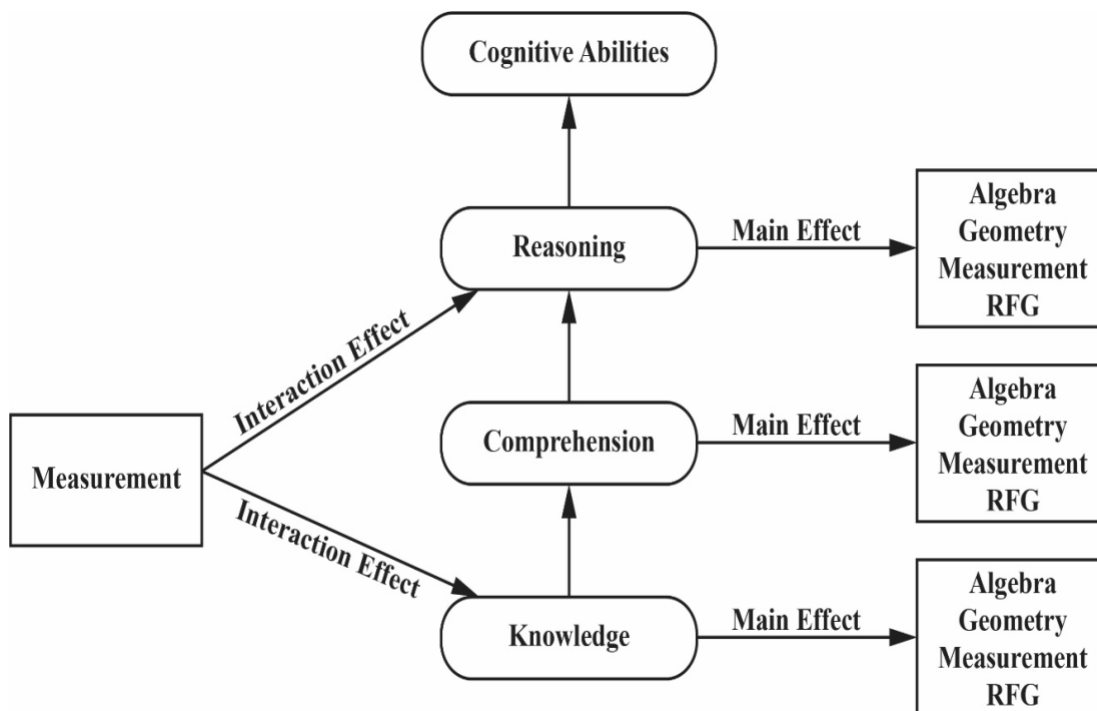 Cognitive Abilities
Reasoning
Main Effect
Algebra
Geometry
Measurement
RFG
Interaction Effect
Comprehension
Main Effect
Algebra
Geometry
Measurement
RFG
Measurement
Interaction Effect
Knowledge
Main Effect
Algebra
Geometry
Measurement
RFG